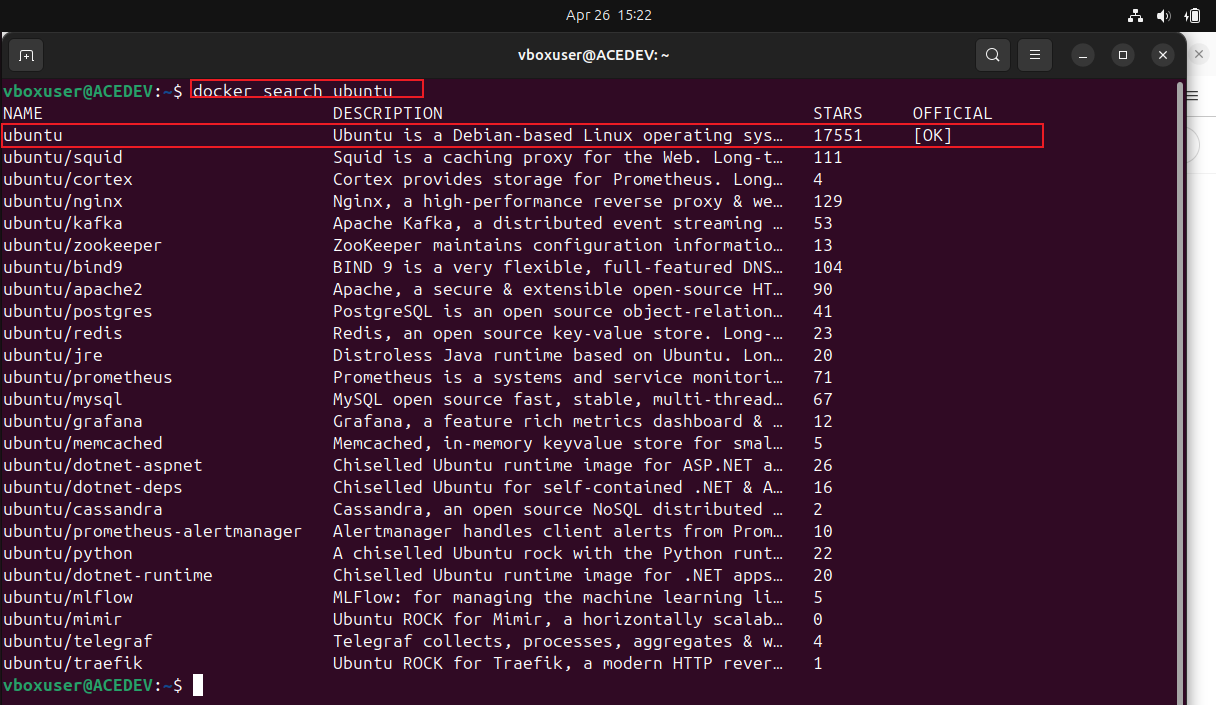 Apr 26 15:22
vboxuser@ACEDEV: ~
vboxuser@ACEDEV:~$ docker search ubuntu
NAME DESCRIPTION STARS OFFICIAL
ubuntu Ubuntu is a Debian-based Linux operating sys… 17551 [OK]
ubuntu/squid Squid is a caching proxy for the Web. Long-t… 111
ubuntu/cortex Cortex provides storage for Prometheus. Long… 4
ubuntu/nginx Nginx, a high-performance reverse proxy & we… 129
ubuntu/kafka Apache Kafka, a distributed event streaming … 53
ubuntu/zookeeper ZooKeeper maintains configuration informatio… 13
ubuntu/bind9 BIND 9 is a very flexible, full-featured DNS… 104
ubuntu/apache2 Apache, a secure & extensible open-source HT… 90
ubuntu/postgres PostgreSQL is an open source object-relation… 41
ubuntu/redis Redis, an open source key-value store. Long-… 23
ubuntu/jre Distroless Java runtime based on Ubuntu. Lon… 20
ubuntu/prometheus Prometheus is a systems and service monitori… 71
ubuntu/mysql MySQL open source fast, stable, multi-thread… 67
ubuntu/grafana Grafana, a feature rich metrics dashboard & … 12
ubuntu/memcached Memcached, in-memory keyvalue store for smal… 5
ubuntu/dotnet-aspnet Chiselled Ubuntu runtime image for ASP.NET a… 26
ubuntu/dotnet-deps Chiselled Ubuntu for self-contained .NET & A… 16
ubuntu/cassandra Cassandra, an open source NoSQL distributed … 2
ubuntu/prometheus-alertmanager Alertmanager handles client alerts from Prom… 10
ubuntu/python A chiselled Ubuntu rock with the Python runt… 22
ubuntu/dotnet-runtime Chiselled Ubuntu runtime image for .NET apps… 20
ubuntu/mlflow MLFlow: for managing the machine learning li… 5
ubuntu/mimir Ubuntu ROCK for Mimir, a horizontally scalab… 0
ubuntu/telegraf Telegraf collects, processes, aggregates & w… 4
ubuntu/traefik Ubuntu ROCK for Traefik, a modern HTTP rever… 1
vboxuser@ACEDEV:~$